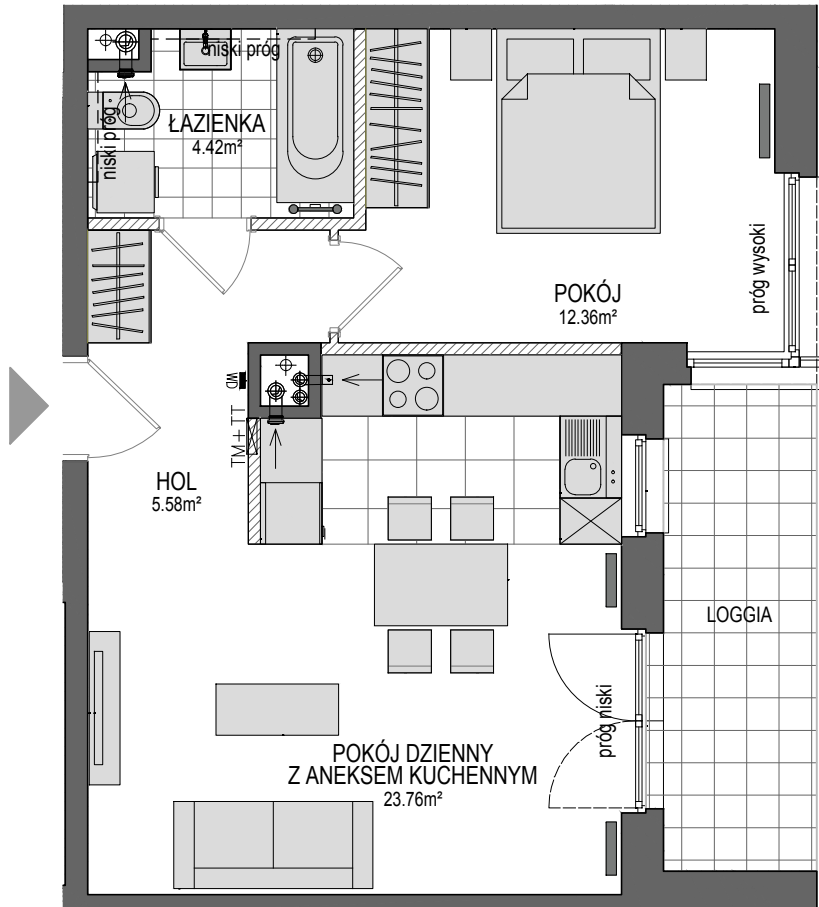 niski próg
niski próg
ŁAZIENKA
4.42m²
POKÓJ
12.36m²
próg wysoki
WD
TM+TT
HOL
5.58m²
LOGGIA
próg niski
POKÓJ DZIENNY
Z ANEKSEM KUCHENNYM
23.76m²